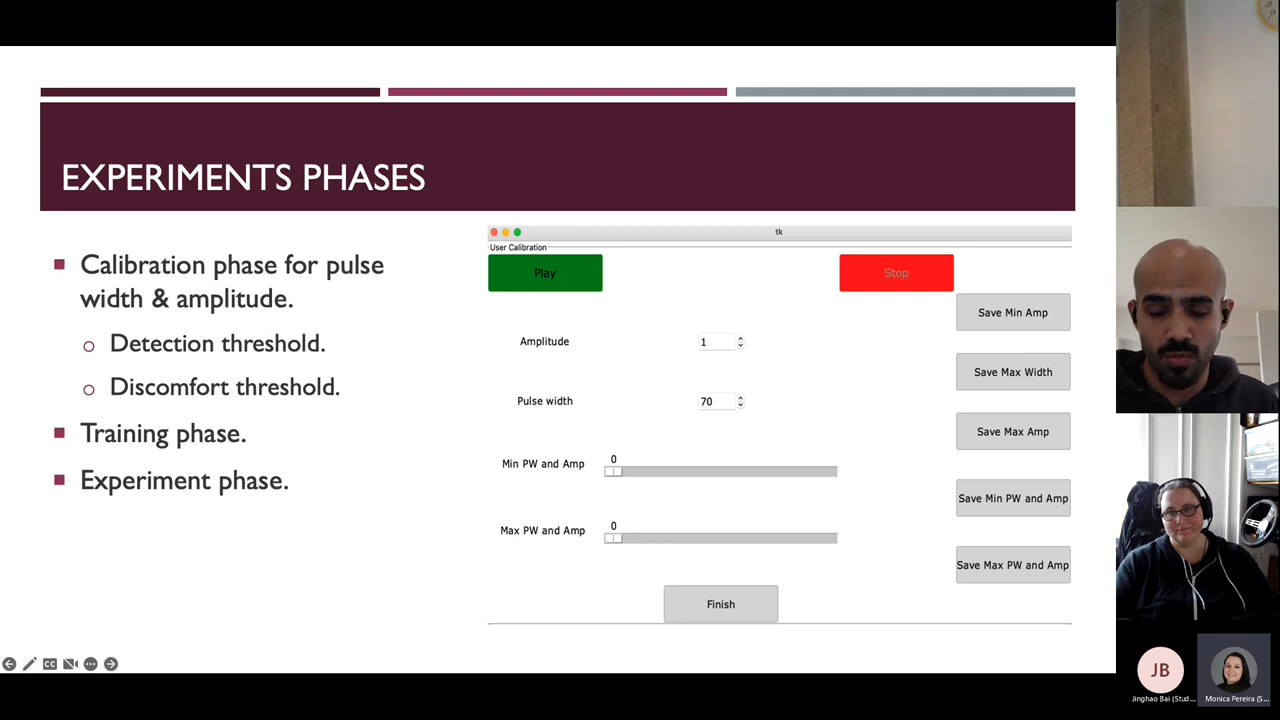 EXPERIMENTS PHASES
Calibration phase for pulse
width & amplitude.
Detection threshold.
Discomfort threshold.
Training phase.
Experiment phase.
tk
User Calibration
Play
Stop
Save Min Amp
Amplitude
1
Save Max Width
Pulse width
70
Save Max Amp
Min PW and Amp
0
Save Min PW and Amp
Max PW and Amp
0
Save Max PW and Amp
Finish
CC
JB
Jinghao Bai (Stud...
Monica Pereira (S...